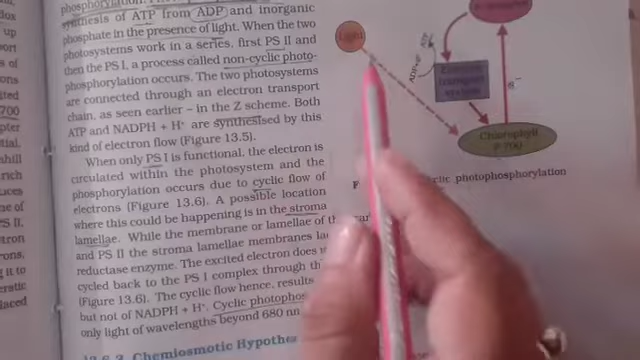 phosphorylation.
synthesis of ATP from ADP and inorganic
phosphate in the presence of light. When the two
photosystems work in a series, first PS II and
then the PS I, a process called non-cyclic photo-
phosphorylation occurs. The two photosystems
are connected through an electron transport
chain, as seen earlier – in the Z scheme. Both
ATP and NADPH + H⁺ are synthesised by this
kind of electron flow (Figure 13.5).
When only PS I is functional, the electron is
circulated within the photosystem and the
phosphorylation occurs due to cyclic flow of
electrons (Figure 13.6). A possible location
where this could be happening is in the stroma
lamellae. While the membrane or lamellae of the
and PS II the stroma lamellae membranes
reductase enzyme. The excited electron does
cycled back to the PS I complex through
(Figure 13.6). The cyclic flow hence, results
but not of NADPH + H⁺. Cyclic
only light of wavelengths beyond 680 nm
Chemiosmotic
Light
Electron
transport
system
Chlorophyll
P 700
photophosphorylation
700